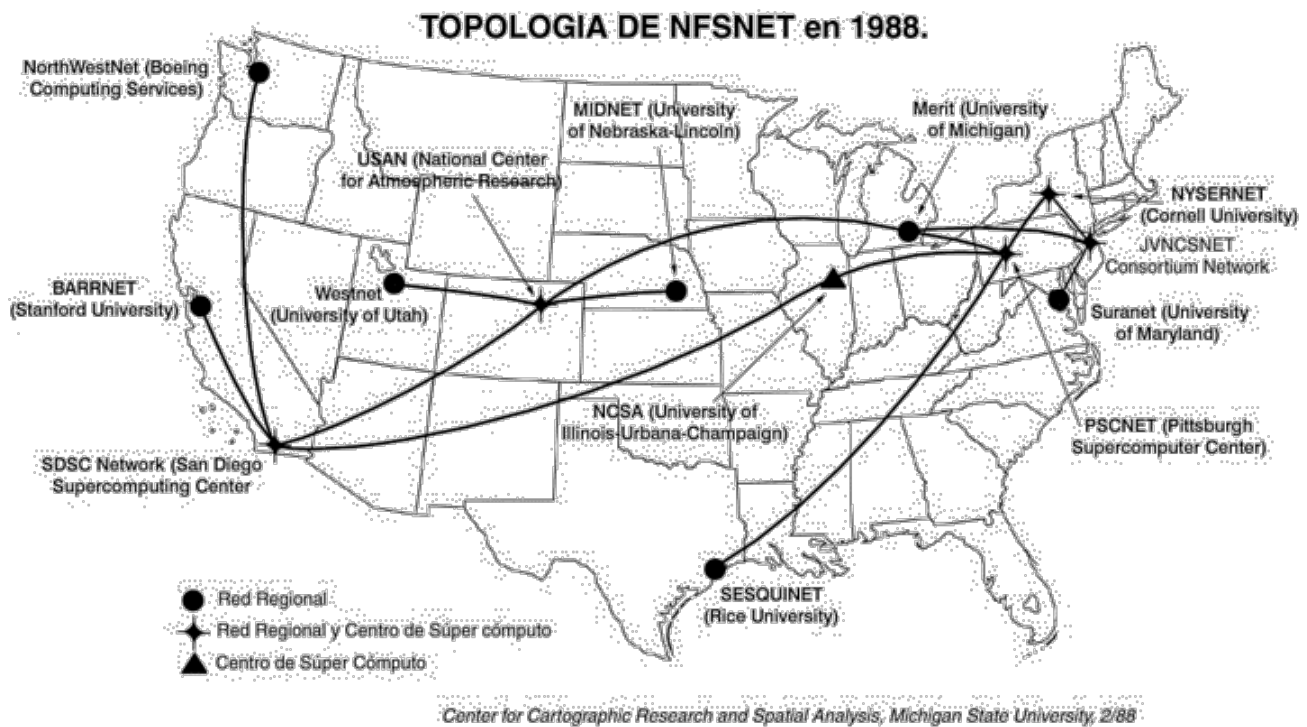 TOPOLOGIA DE NFSNET en 1988.
NorthWestNet (Boeing
Computing Services)
MIDNET (University
of Nebraska-Lincoln)
Merit (University
of Michigan)
USAN (National Center
for Atmospheric Research)
NYSERNET
(Cornell University)
JVNCSNET
Consortium Network
BARRNET
(Stanford University)
Westnet
(University of Utah)
Suranet (University
of Maryland)
NCSA (University of
Illinois-Urbana-Champaign)
PSCNET (Pittsburgh
Supercomputer Center)
SDSC Network (San Diego
Supercomputing Center
SESQUINET
(Rice University)
Red Regional
Red Regional y Centro de Súper cómputo
Centro de Súper Cómputo
Center for Cartographic Research and Spatial Analysis, Michigan State University, 2/88